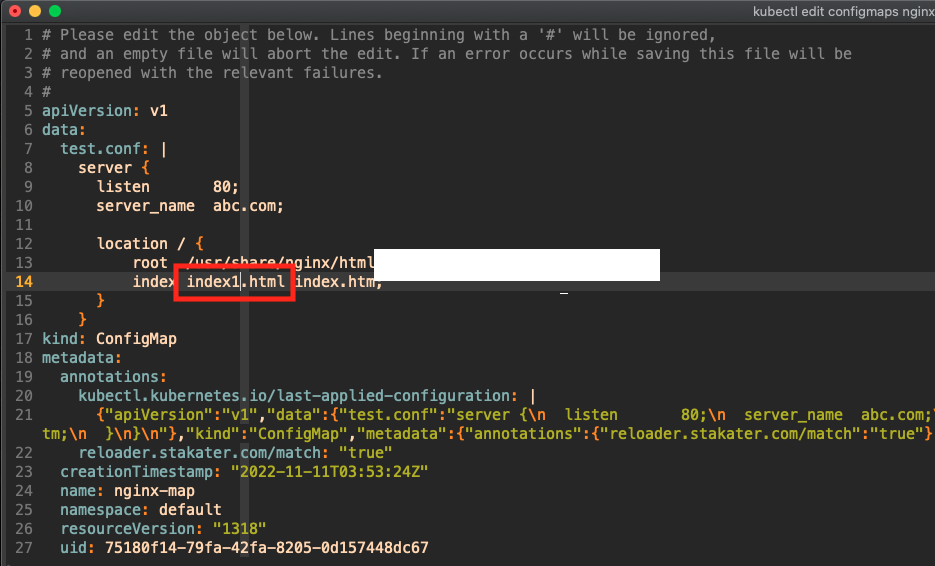 kubectl edit configmaps nginx
1 # Please edit the object below. Lines beginning with a '#' will be ignored,
2 # and an empty file will abort the edit. If an error occurs while saving this file will be
3 # reopened with the relevant failures.
4 #
5 apiVersion: v1
6 data:
7   test.conf: |
8     server {
9       listen       80;
10       server_name  abc.com;
11
12       location / {
13           root  /usr/share/nginx/html
14           index index1.html index.htm;
15       }
16     }
17 kind: ConfigMap
18 metadata:
19   annotations:
20     kubectl.kubernetes.io/last-applied-configuration: |
21       {"apiVersion":"v1","data":{"test.conf":"server {\n  listen       80;\n  server_name  abc.com;\
tm;\n  }\n}\n"},"kind":"ConfigMap","metadata":{"annotations":{"reloader.stakater.com/match":"true"}
22     reloader.stakater.com/match: "true"
23   creationTimestamp: "2022-11-11T03:53:24Z"
24   name: nginx-map
25   namespace: default
26   resourceVersion: "1318"
27   uid: 75180f14-79fa-42fa-8205-0d157448dc67